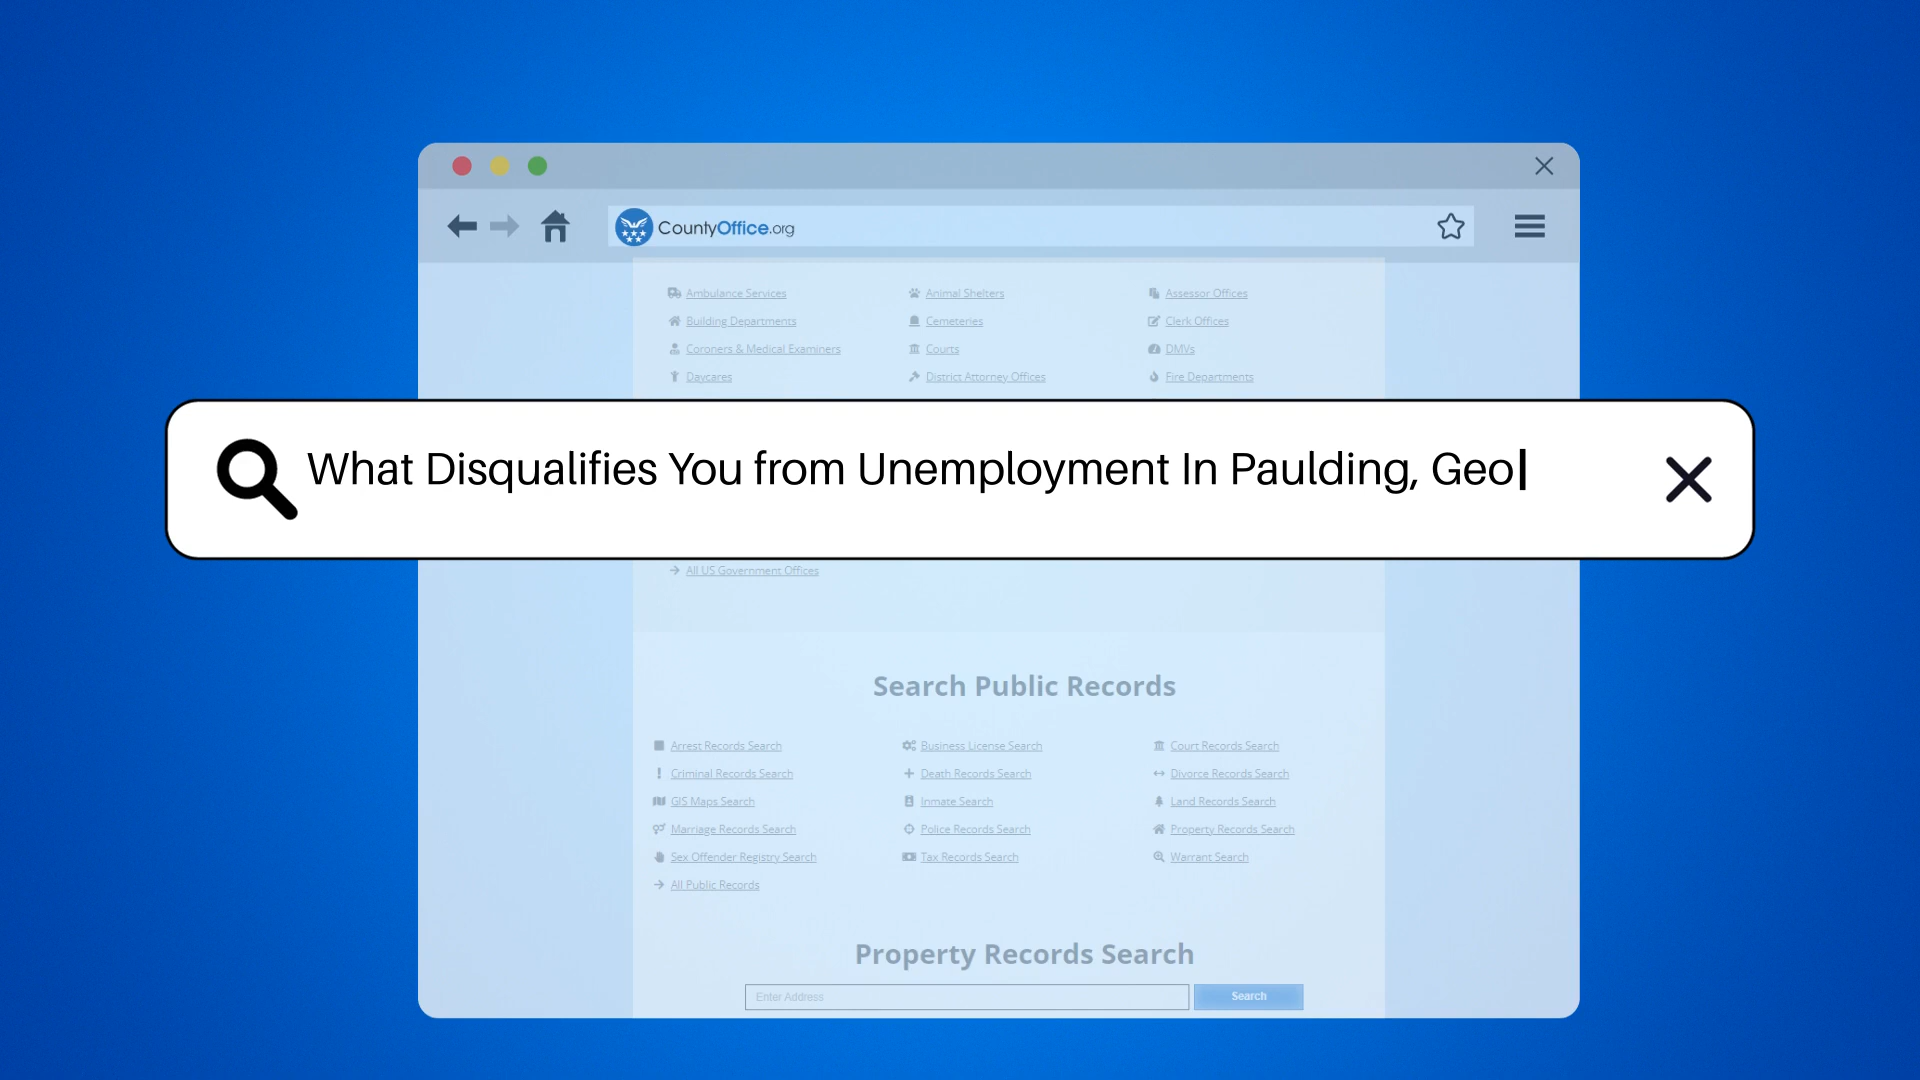 CountyOffice.org
Ambulance Services Animal Shelters Assessor Offices
Building Departments Cemeteries Clerk Offices
Coroners & Medical Examiners Courts DMVs
Daycares District Attorney Offices Fire Departments
What Disqualifies You from Unemployment In Paulding, Geo
All US Government Offices
Search Public Records
Arrest Records Search Business License Search Court Records Search
Criminal Records Search Death Records Search Divorce Records Search
GIS Maps Search Inmate Search Land Records Search
Marriage Records Search Police Records Search Property Records Search
Sex Offender Registry Search Tax Records Search Warrant Search
All Public Records
Property Records Search
Enter Address Search